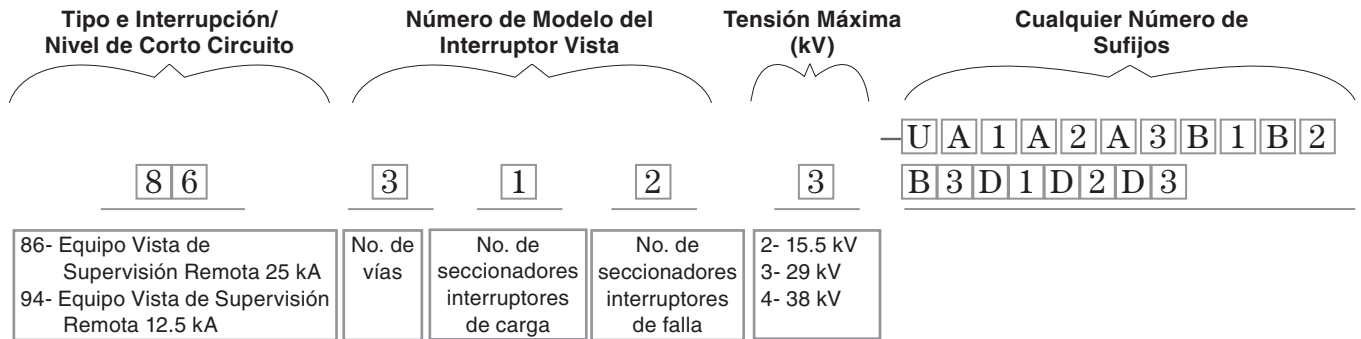 Tipo e Interrupción/
Nivel de Corto Circuito
Número de Modelo del
Interruptor Vista
Tensión Máxima
(kV)
Cualquier Número de
Sufijos
86
3
1
2
3
–UA1A2A3B1B2
B3D1D2D3
86- Equipo Vista de
Supervisión Remota 25 kA
94- Equipo Vista de Supervisión
Remota 12.5 kA
No. de
vías
No. de
seccionadores
interruptores
de carga
No. de
seccionadores
interruptores
de falla
2- 15.5 kV
3- 29 kV
4- 38 kV